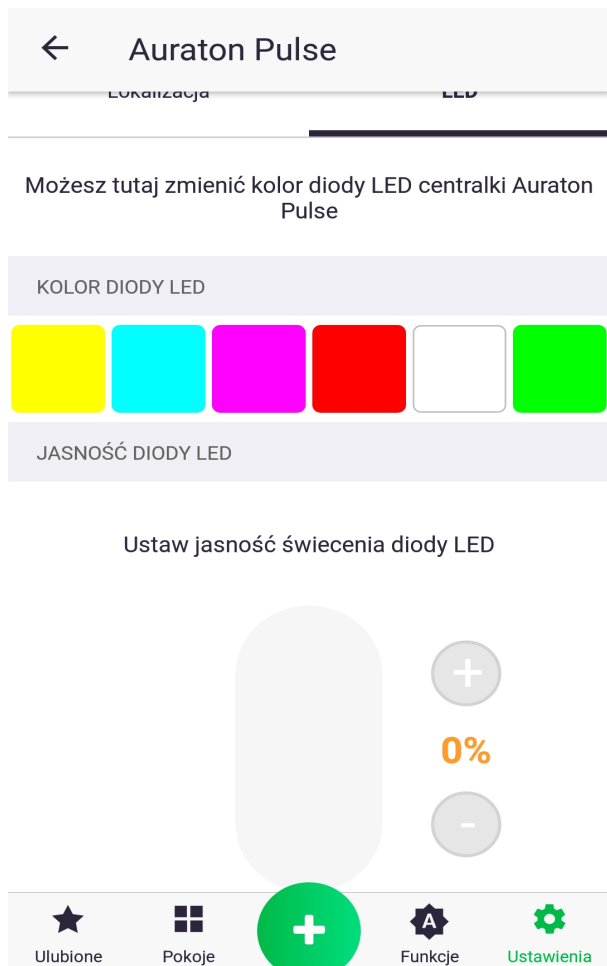 Auraton Pulse
Lokalizacja
LED
Możesz tutaj zmienić kolor diody LED centralki Auraton
Pulse
KOLOR DIODY LED
JASNOŚĆ DIODY LED
Ustaw jasność świecenia diody LED
+
0%
-
+
A
Ulubione
Pokoje
Funkcje
Ustawienia